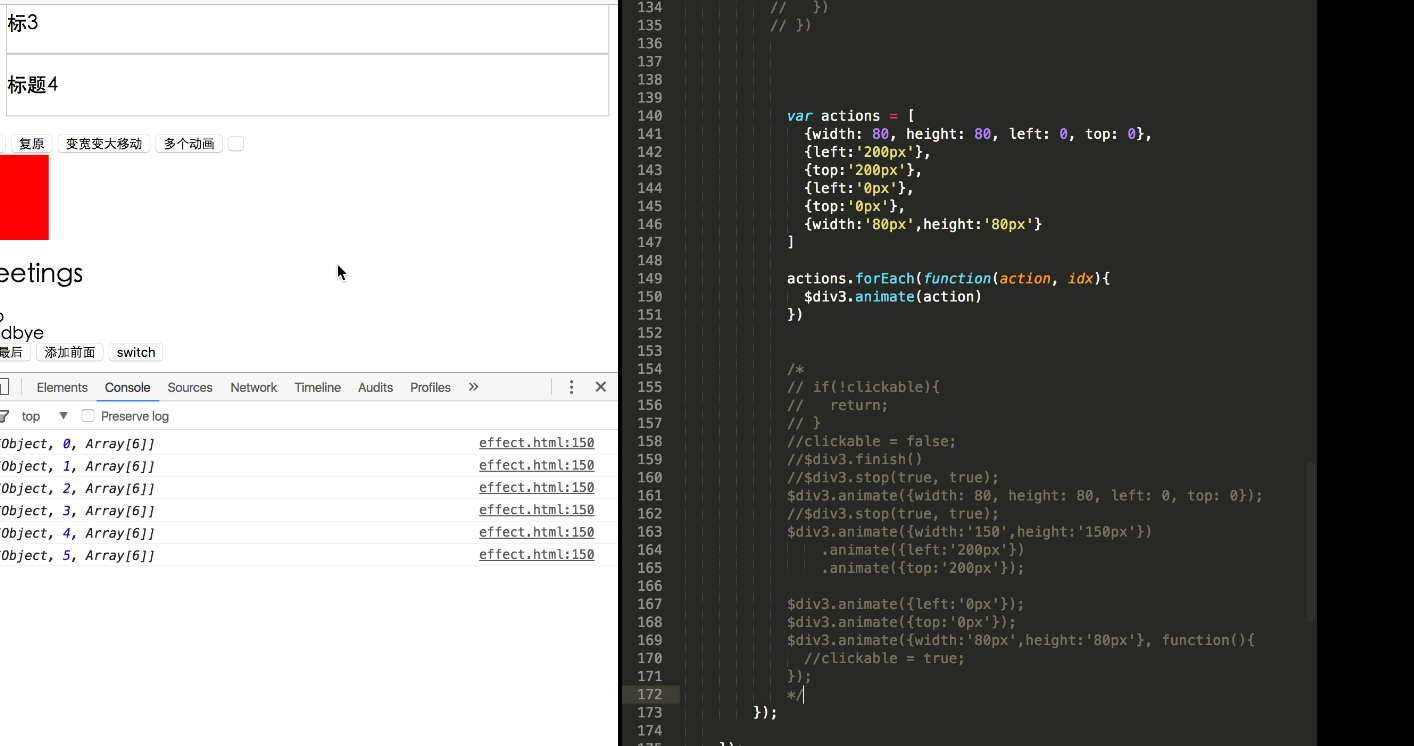 标3
标题4
复原 变宽变大移动 多个动画
eetings
dbye
最后 添加前面 switch
Elements Console Sources Network Timeline Audits Profiles »
top ▼ Preserve log
Object, 0, Array[6]] effect.html:150
Object, 1, Array[6]] effect.html:150
Object, 2, Array[6]] effect.html:150
Object, 3, Array[6]] effect.html:150
Object, 4, Array[6]] effect.html:150
Object, 5, Array[6]] effect.html:150
134 // })
135 // })
136
137
138
139
140 var actions = [
141 {width: 80, height: 80, left: 0, top: 0},
142 {left:'200px'},
143 {top:'200px'},
144 {left:'0px'},
145 {top:'0px'},
146 {width:'80px',height:'80px'}
147 ]
148
149 actions.forEach(function(action, idx){
150 $div3.animate(action)
151 })
152
153
154 /*
155 // if(!clickable){
156 // return;
157 // }
158 //clickable = false;
159 //$div3.finish()
160 //$div3.stop(true, true);
161 $div3.animate({width: 80, height: 80, left: 0, top: 0});
162 //$div3.stop(true, true);
163 $div3.animate({width:'150',height:'150px'})
164 .animate({left:'200px'})
165 .animate({top:'200px'});
166
167 $div3.animate({left:'0px'});
168 $div3.animate({top:'0px'});
169 $div3.animate({width:'80px',height:'80px'}, function(){
170 //clickable = true;
171 });
172 */
173 });
174